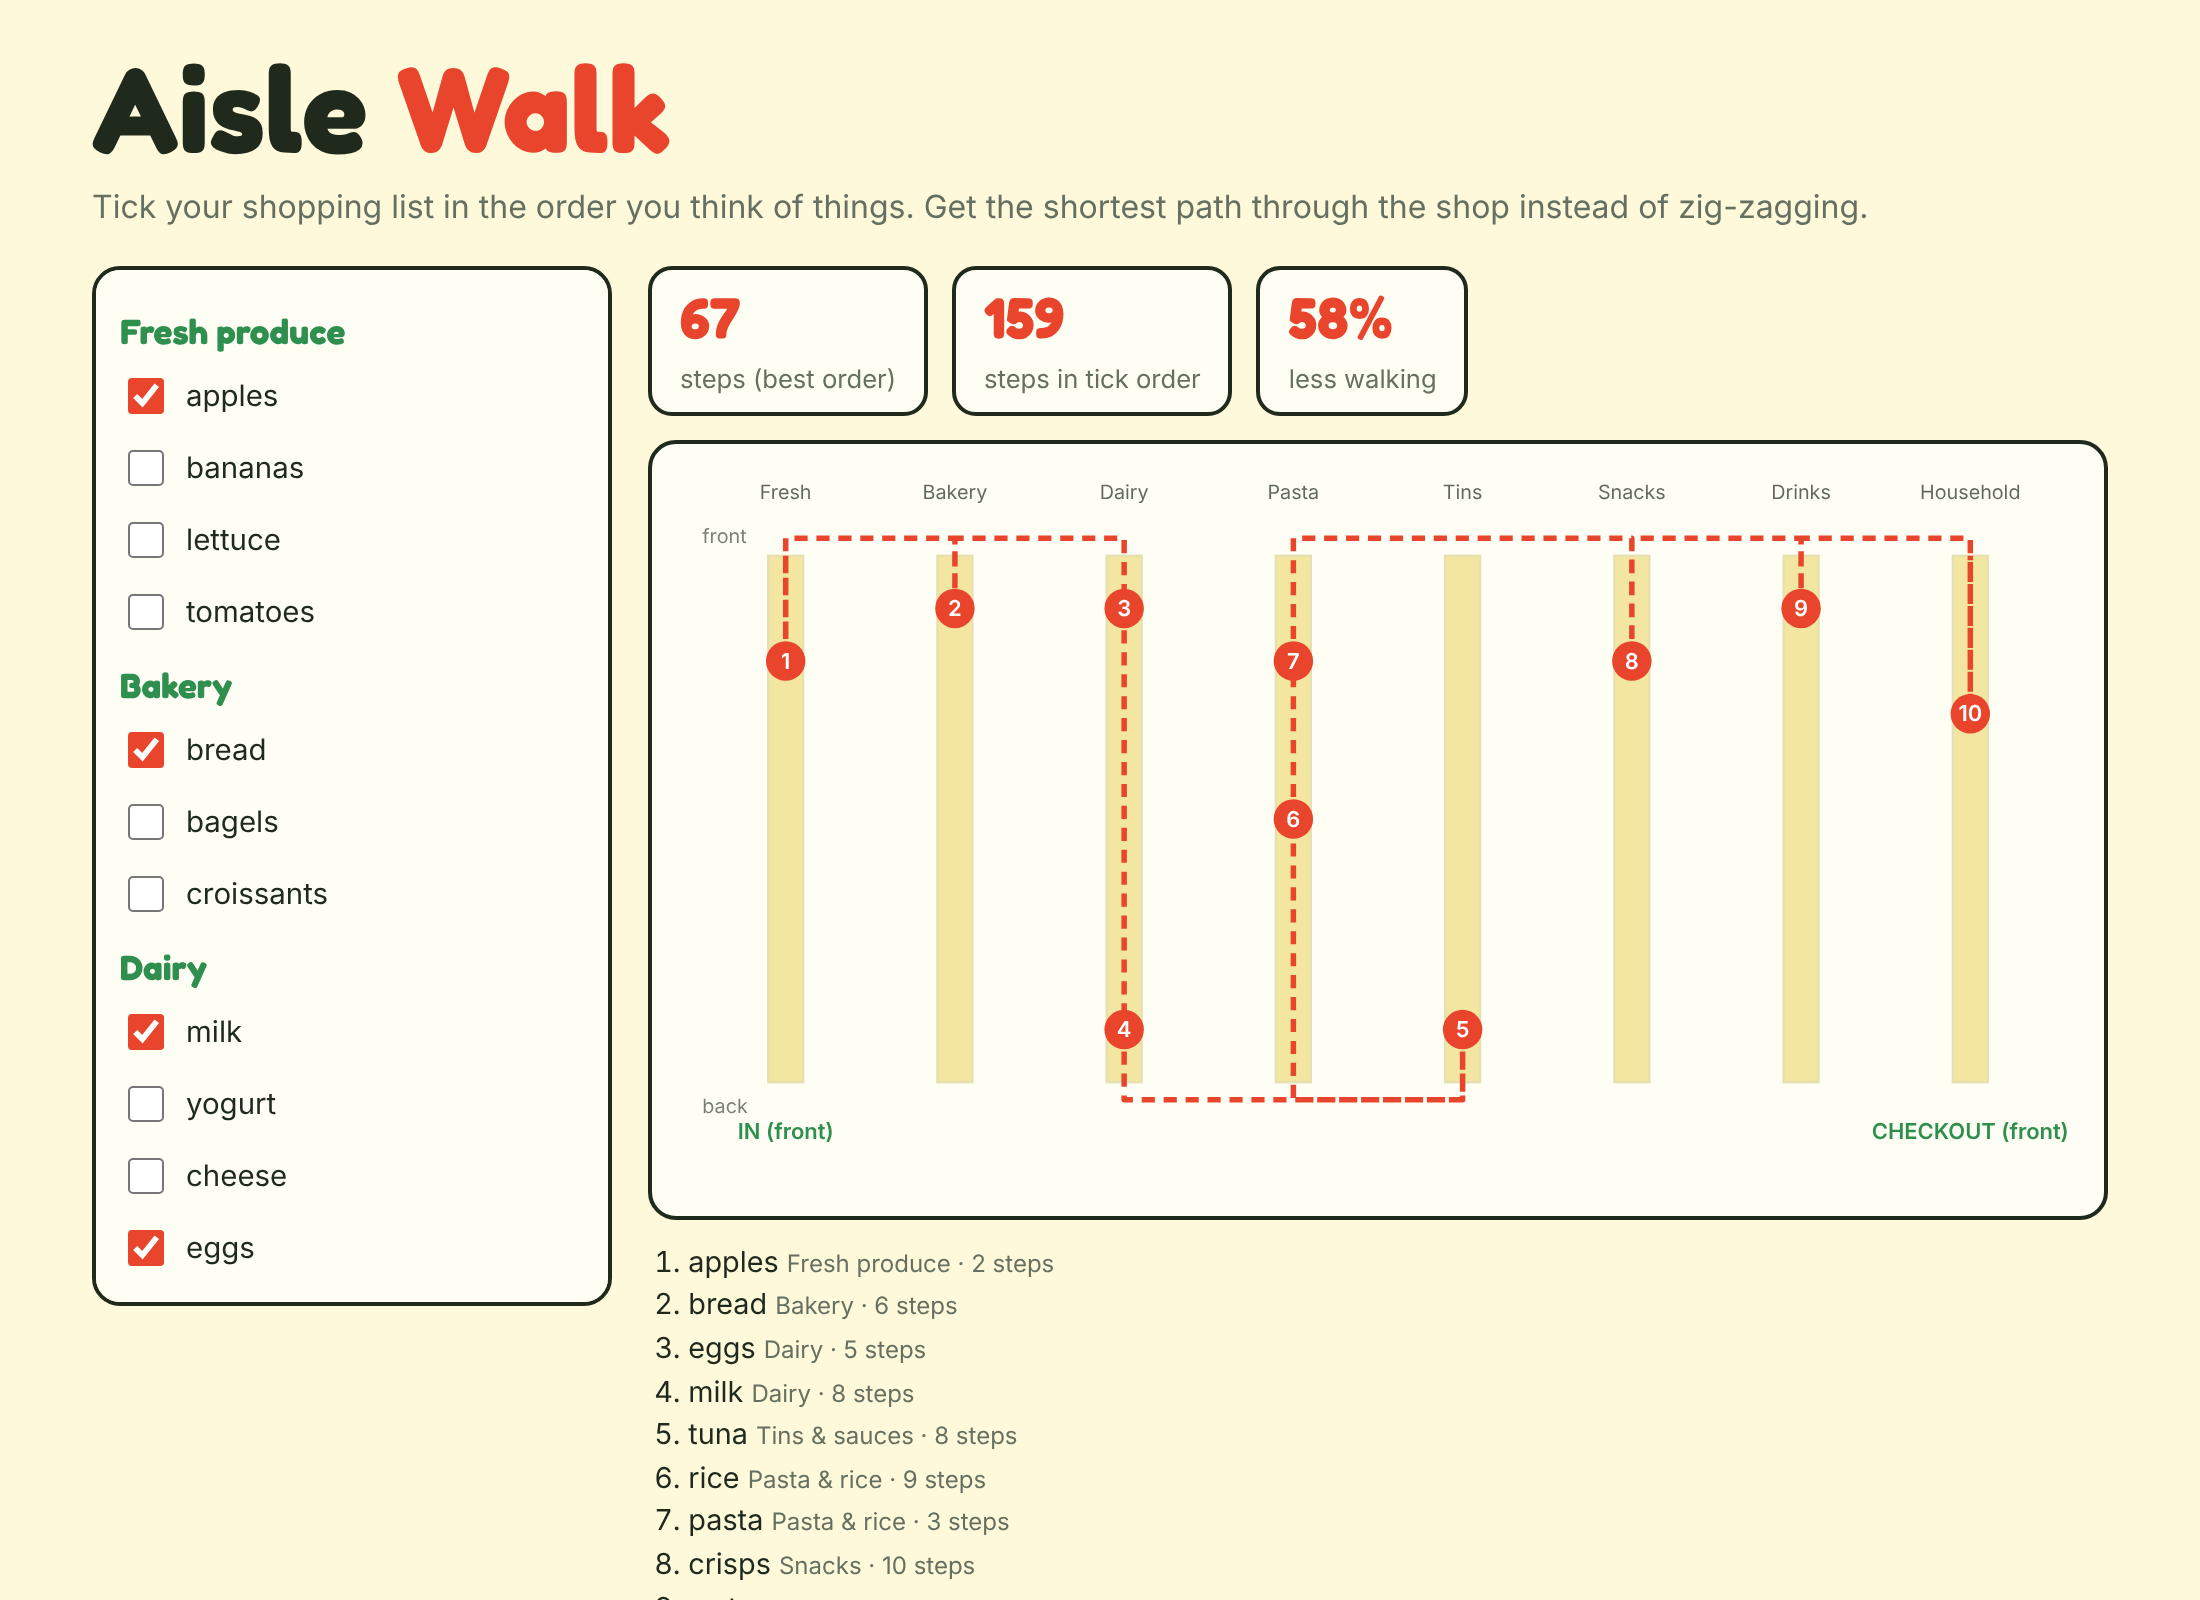 Aisle Walk
Tick your shopping list in the order you think of things. Get the shortest path through the shop instead of zig-zagging.
Fresh produce
apples
bananas
lettuce
tomatoes
Bakery
bread
bagels
croissants
Dairy
milk
yogurt
cheese
eggs
67
steps (best order)
159
steps in tick order
58%
less walking
Fresh Bakery Dairy Pasta Tins Snacks Drinks Household
front
2 3 9
1 7 8
10
6
4 5
back
IN (front) CHECKOUT (front)
1. apples Fresh produce · 2 steps
2. bread Bakery · 6 steps
3. eggs Dairy · 5 steps
4. milk Dairy · 8 steps
5. tuna Tins & sauces · 8 steps
6. rice Pasta & rice · 9 steps
7. pasta Pasta & rice · 3 steps
8. crisps Snacks · 10 steps